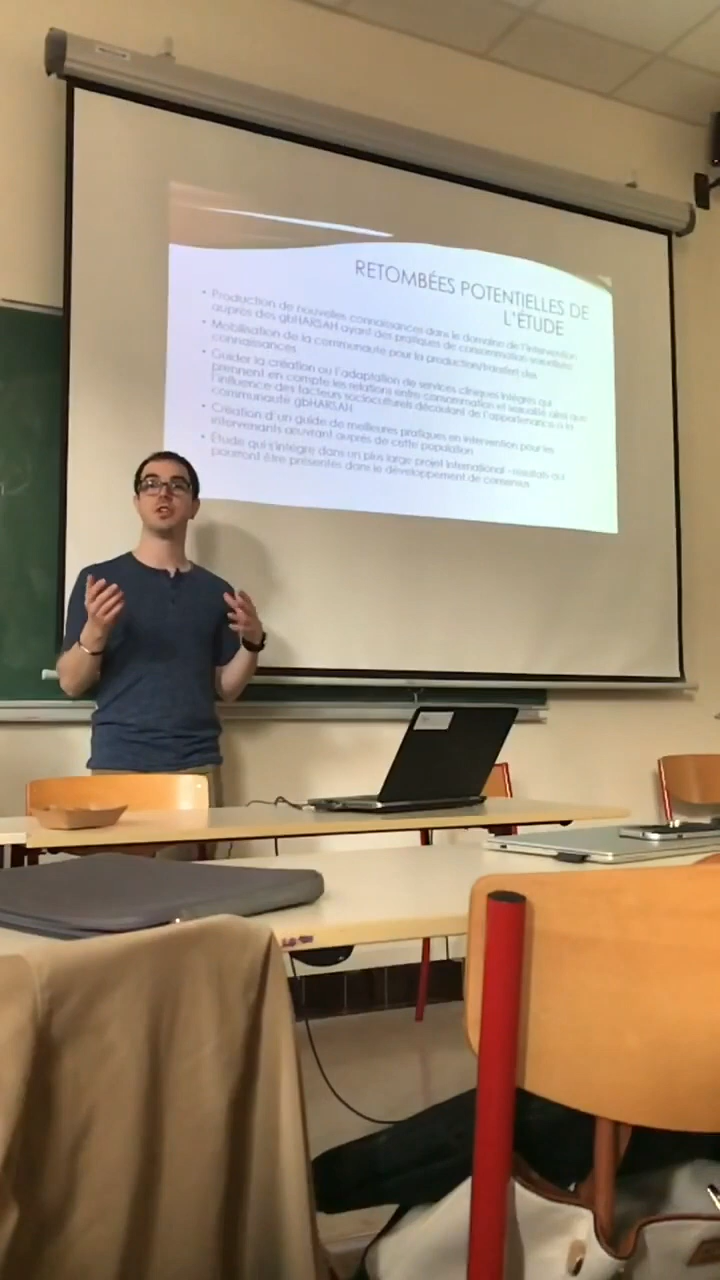 RETOMBÉES POTENTIELLES DE
L'ÉTUDE
• Production de nouvelles connaissances dans le domaine de l'intervention
auprès des gbHARSAH ayant des pratiques de consommation sexualisée
• Mobilisation de la communauté pour la production/transfert des
connaissances
• Guider la création ou l'adaptation de services cliniques intégrés qui
prennent en compte les relations entre consommation et sexualité ainsi que
l'influence des facteurs socioculturels découlant de l'appartenance à la
communauté gbHARSAH
• Création d'un guide de meilleures pratiques en intervention pour les
intervenants œuvrant auprès de cette population
• Étude qui s'intègre dans un plus large projet international - résultats qui
pourront être présentés dans le développement de consensus